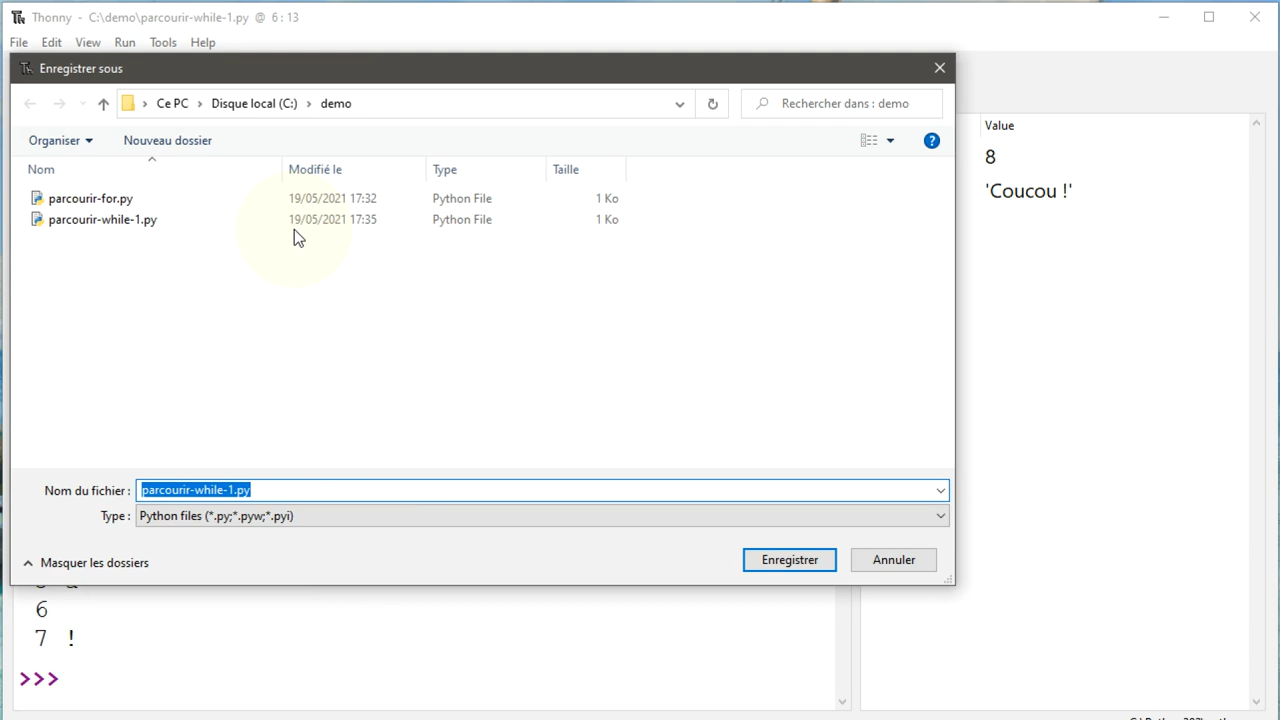 Thonny - C:\demo\parcourir-while-1.py @ 6 : 13
File Edit View Run Tools Help
Enregistrer sous
Ce PC › Disque local (C:) › demo
Rechercher dans : demo
Organiser
Nouveau dossier
Nom Modifié le Type Taille
parcourir-for.py 19/05/2021 17:32 Python File 1 Ko
parcourir-while-1.py 19/05/2021 17:35 Python File 1 Ko
Nom du fichier : parcourir-while-1.py
Type : Python files (*.py;*.pyw;*.pyi)
Masquer les dossiers
Enregistrer
Annuler
Value
8
'Coucou !'
6
7 !
>>>